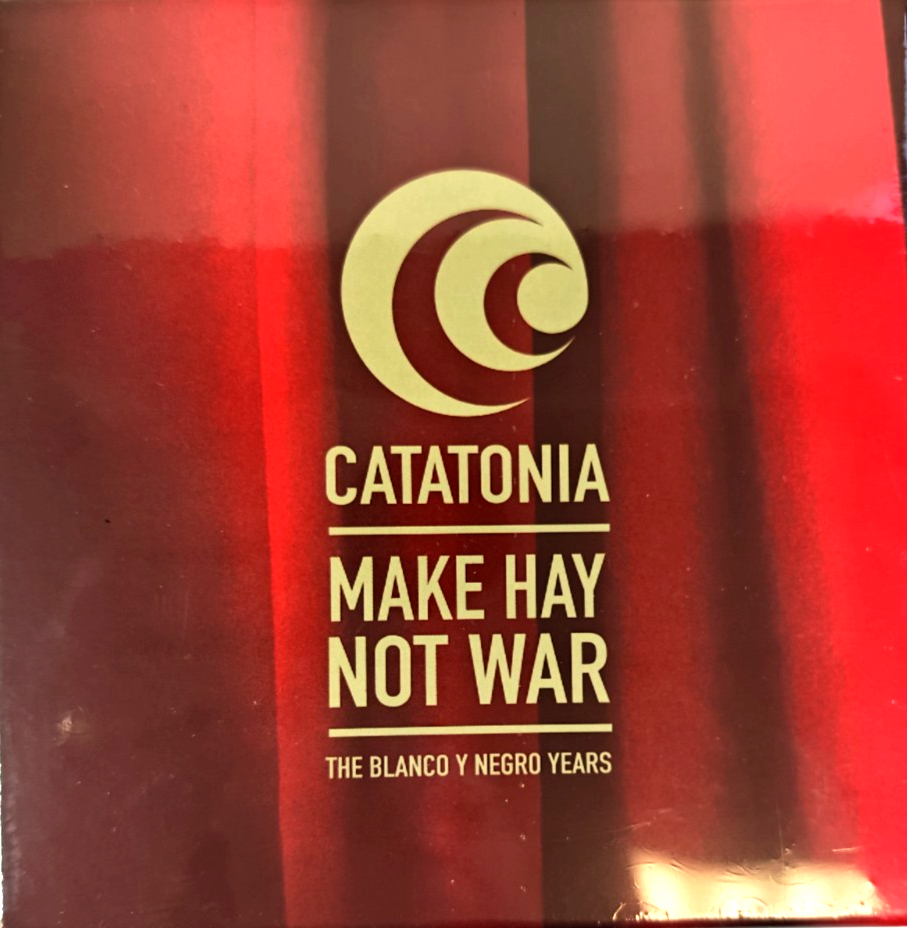 CATATONIA
MAKE HAY
NOT WAR
THE BLANCO Y NEGRO YEARS